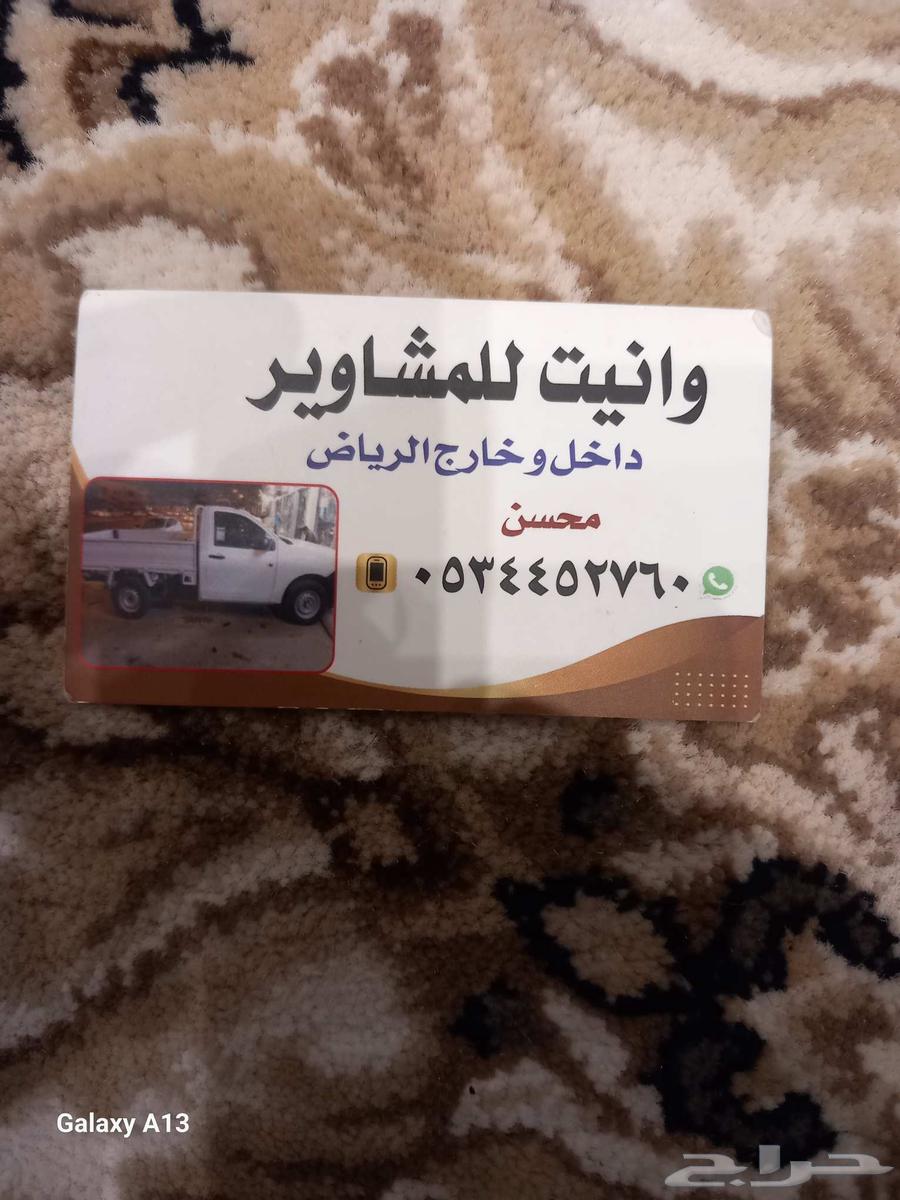 وانيت للمشاوير
داخل وخارج الرياض
محسن
٠٥٣٤٤٥٢٧٦٠
Galaxy A13
حراج